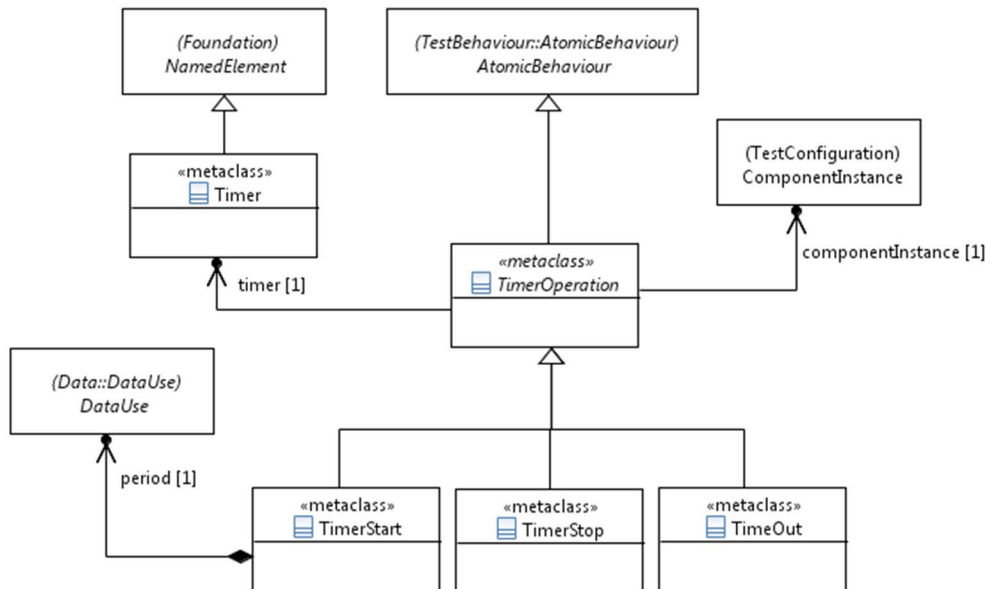 (Foundation)
NamedElement
(TestBehaviour::AtomicBehaviour)
AtomicBehaviour
(TestConfiguration)
ComponentInstance
«metaclass»
Timer
componentInstance [1]
«metaclass»
TimerOperation
timer [1]
(Data::DataUse)
DataUse
period [1]
«metaclass»
TimerStart
«metaclass»
TimerStop
«metaclass»
TimeOut